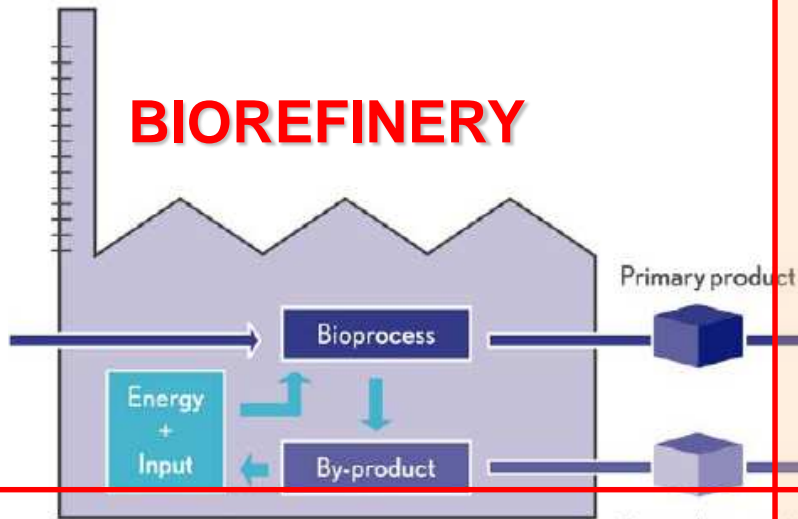 BIOREFINERY
Primary product
Bioprocess
Energy
+
Input
By-product